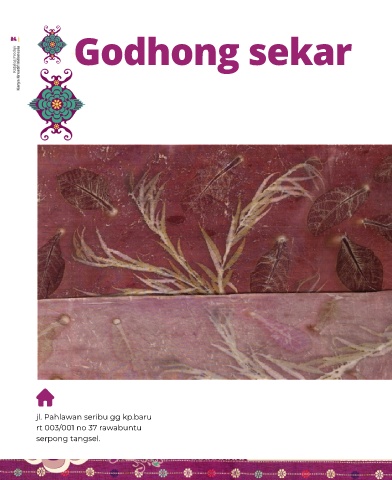 Godhong sekar
jl. Pahlawan seribu gg kp.baru
rt 003/001 no 37 rawabuntu
serpong tangsel.